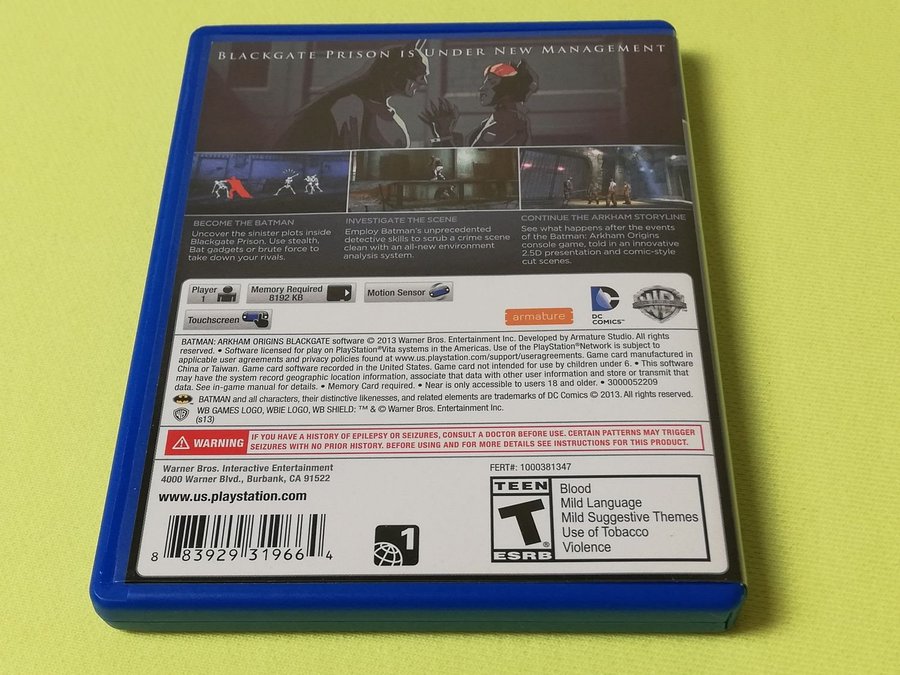 BLACKGATE PRISON IS UNDER NEW MANAGEMENT
BECOME THE BATMAN
Uncover the sinister plots inside
Blackgate Prison. Use stealth,
Bat gadgets or brute force to
take down your rivals.
INVESTIGATE THE SCENE
Employ Batman's unprecedented
detective skills to scrub a crime scene
clean with an all-new environment
analysis system.
CONTINUE THE ARKHAM STORYLINE
See what happens after the events
of the Batman: Arkham Origins
console game, told in an innovative
2.5D presentation and comic-style
cut scenes.
Player
1
Memory Required
8192 KB
Motion Sensor
Touchscreen
armature
DC
COMICS™
WB
BATMAN: ARKHAM ORIGINS BLACKGATE software © 2013 Warner Bros. Entertainment Inc. Developed by Armature Studio. All rights
reserved. • Software licensed for play on PlayStation®Vita systems in the Americas. Use of the PlayStation®Network is subject to
applicable user agreements and privacy policies found at www.us.playstation.com/support/useragreements. Game card manufactured in
China or Taiwan. Game card software recorded in the United States. Game card not intended for use by children under 6. • This software
may have the system record geographic location information, associate that data with other user information and store or transmit that
data. See in-game manual for details. • Memory Card required. • Near is only accessible to users 18 and older. • 3000052209
BATMAN and all characters, their distinctive likenesses, and related elements are trademarks of DC Comics © 2013. All rights reserved.
WB GAMES LOGO, WBIE LOGO, WB SHIELD: ™ & © Warner Bros. Entertainment Inc.
(s13)
WARNING
IF YOU HAVE A HISTORY OF EPILEPSY OR SEIZURES, CONSULT A DOCTOR BEFORE USE. CERTAIN PATTERNS MAY TRIGGER
SEIZURES WITH NO PRIOR HISTORY. BEFORE USING AND FOR MORE DETAILS SEE INSTRUCTIONS FOR THIS PRODUCT.
Warner Bros. Interactive Entertainment
4000 Warner Blvd., Burbank, CA 91522
www.us.playstation.com
FERT#: 1000381347
8 83929 31966 4
1
TEEN
T
®
ESRB
Blood
Mild Language
Mild Suggestive Themes
Use of Tobacco
Violence